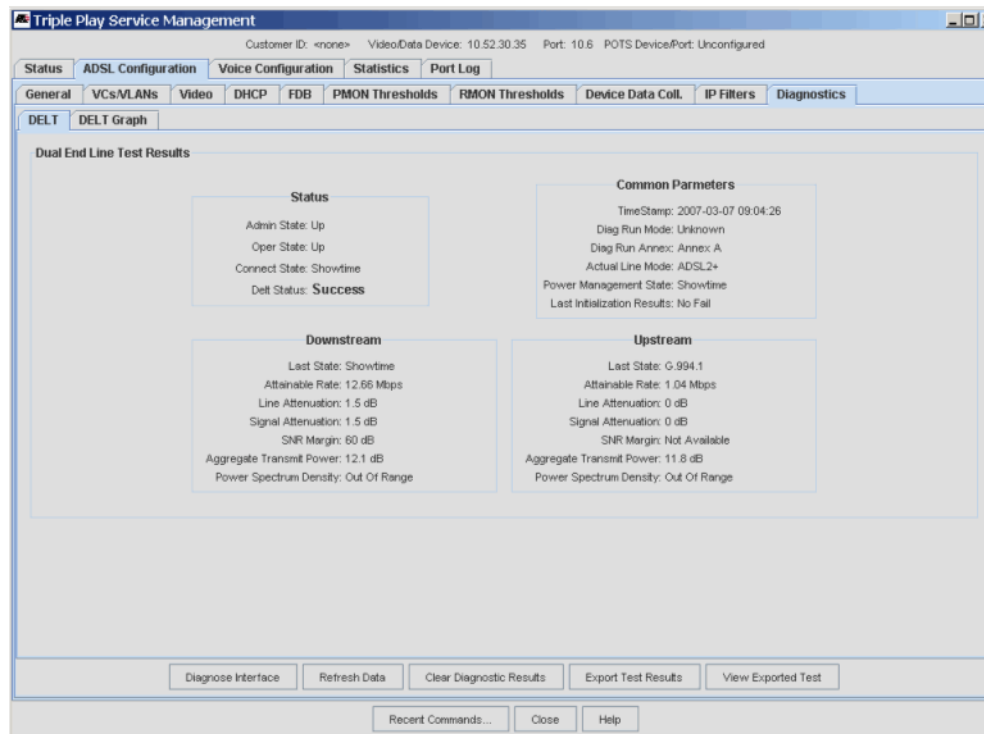 Triple Play Service Management
Customer ID: <none> Video/Data Device: 10.52.30.35 Port: 10.6 POTS Device/Port: Unconfigured
Status ADSL Configuration Voice Configuration Statistics Port Log
General VCs/VLANs Video DHCP FDB PMON Thresholds RMON Thresholds Device Data Coll. IP Filters Diagnostics
DELT DELT Graph
Dual End Line Test Results
Status
Admin State: Up
Oper State: Up
Connect State: Showtime
Delt Status: Success
Common Parmeters
TimeStamp: 2007-03-07 09:04:26
Diag Run Mode: Unknown
Diag Run Annex: Annex A
Actual Line Mode: ADSL2+
Power Management State: Showtime
Last Initialization Results: No Fail
Downstream
Last State: Showtime
Attainable Rate: 12.66 Mbps
Line Attenuation: 1.5 dB
Signal Attenuation: 1.5 dB
SNR Margin: 60 dB
Aggregate Transmit Power: 12.1 dB
Power Spectrum Density: Out Of Range
Upstream
Last State: G.994.1
Attainable Rate: 1.04 Mbps
Line Attenuation: 0 dB
Signal Attenuation: 0 dB
SNR Margin: Not Available
Aggregate Transmit Power: 11.8 dB
Power Spectrum Density: Out Of Range
Diagnose Interface Refresh Data Clear Diagnostic Results Export Test Results View Exported Test
Recent Commands... Close Help